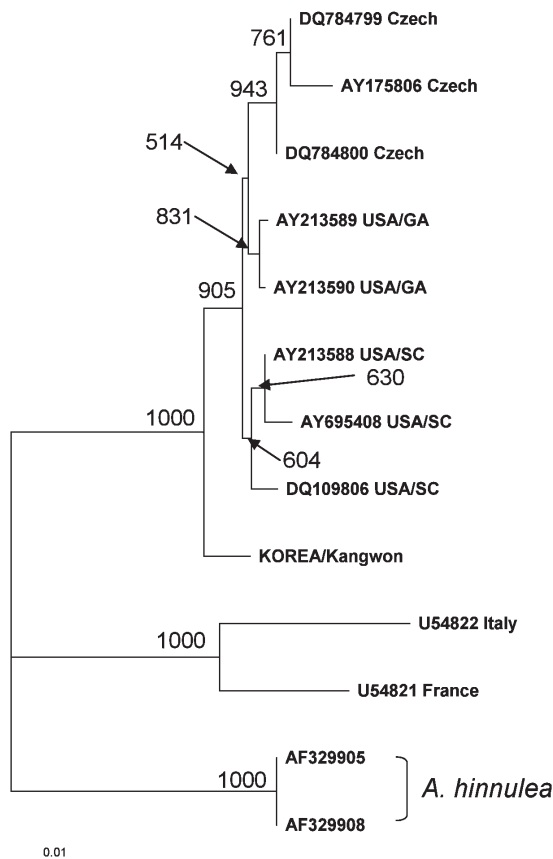 DQ784799 Czech
761
AY175806 Czech
943
514
DQ784800 Czech
831
AY213589 USA/GA
AY213590 USA/GA
905
AY213588 USA/SC
630
1000
AY695408 USA/SC
604
DQ109806 USA/SC
KOREA/Kangwon
U54822 Italy
1000
U54821 France
AF329905
1000
A. hinnulea
AF329908
0.01